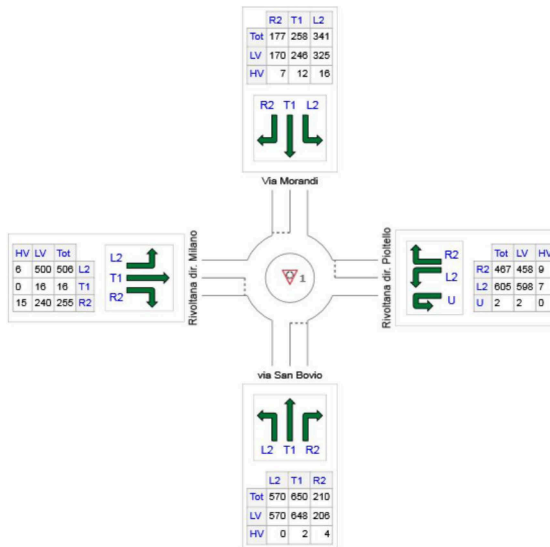 R2 T1 L2
Tot 177 258 341
LV 170 246 325
HV 7 12 16
R2 T1 L2
Via Morandi
HV LV Tot
6 500 506 L2
0 16 16 T1
15 240 255 R2
L2
T1
R2
Rivoltana dir. Milano
1
Rivoltana dir. Pioltello
R2
L2
U
Tot LV HV
R2 467 458 9
L2 605 598 7
U 2 2 0
via San Bovio
L2 T1 R2
L2 T1 R2
Tot 570 650 210
LV 570 648 206
HV 0 2 4